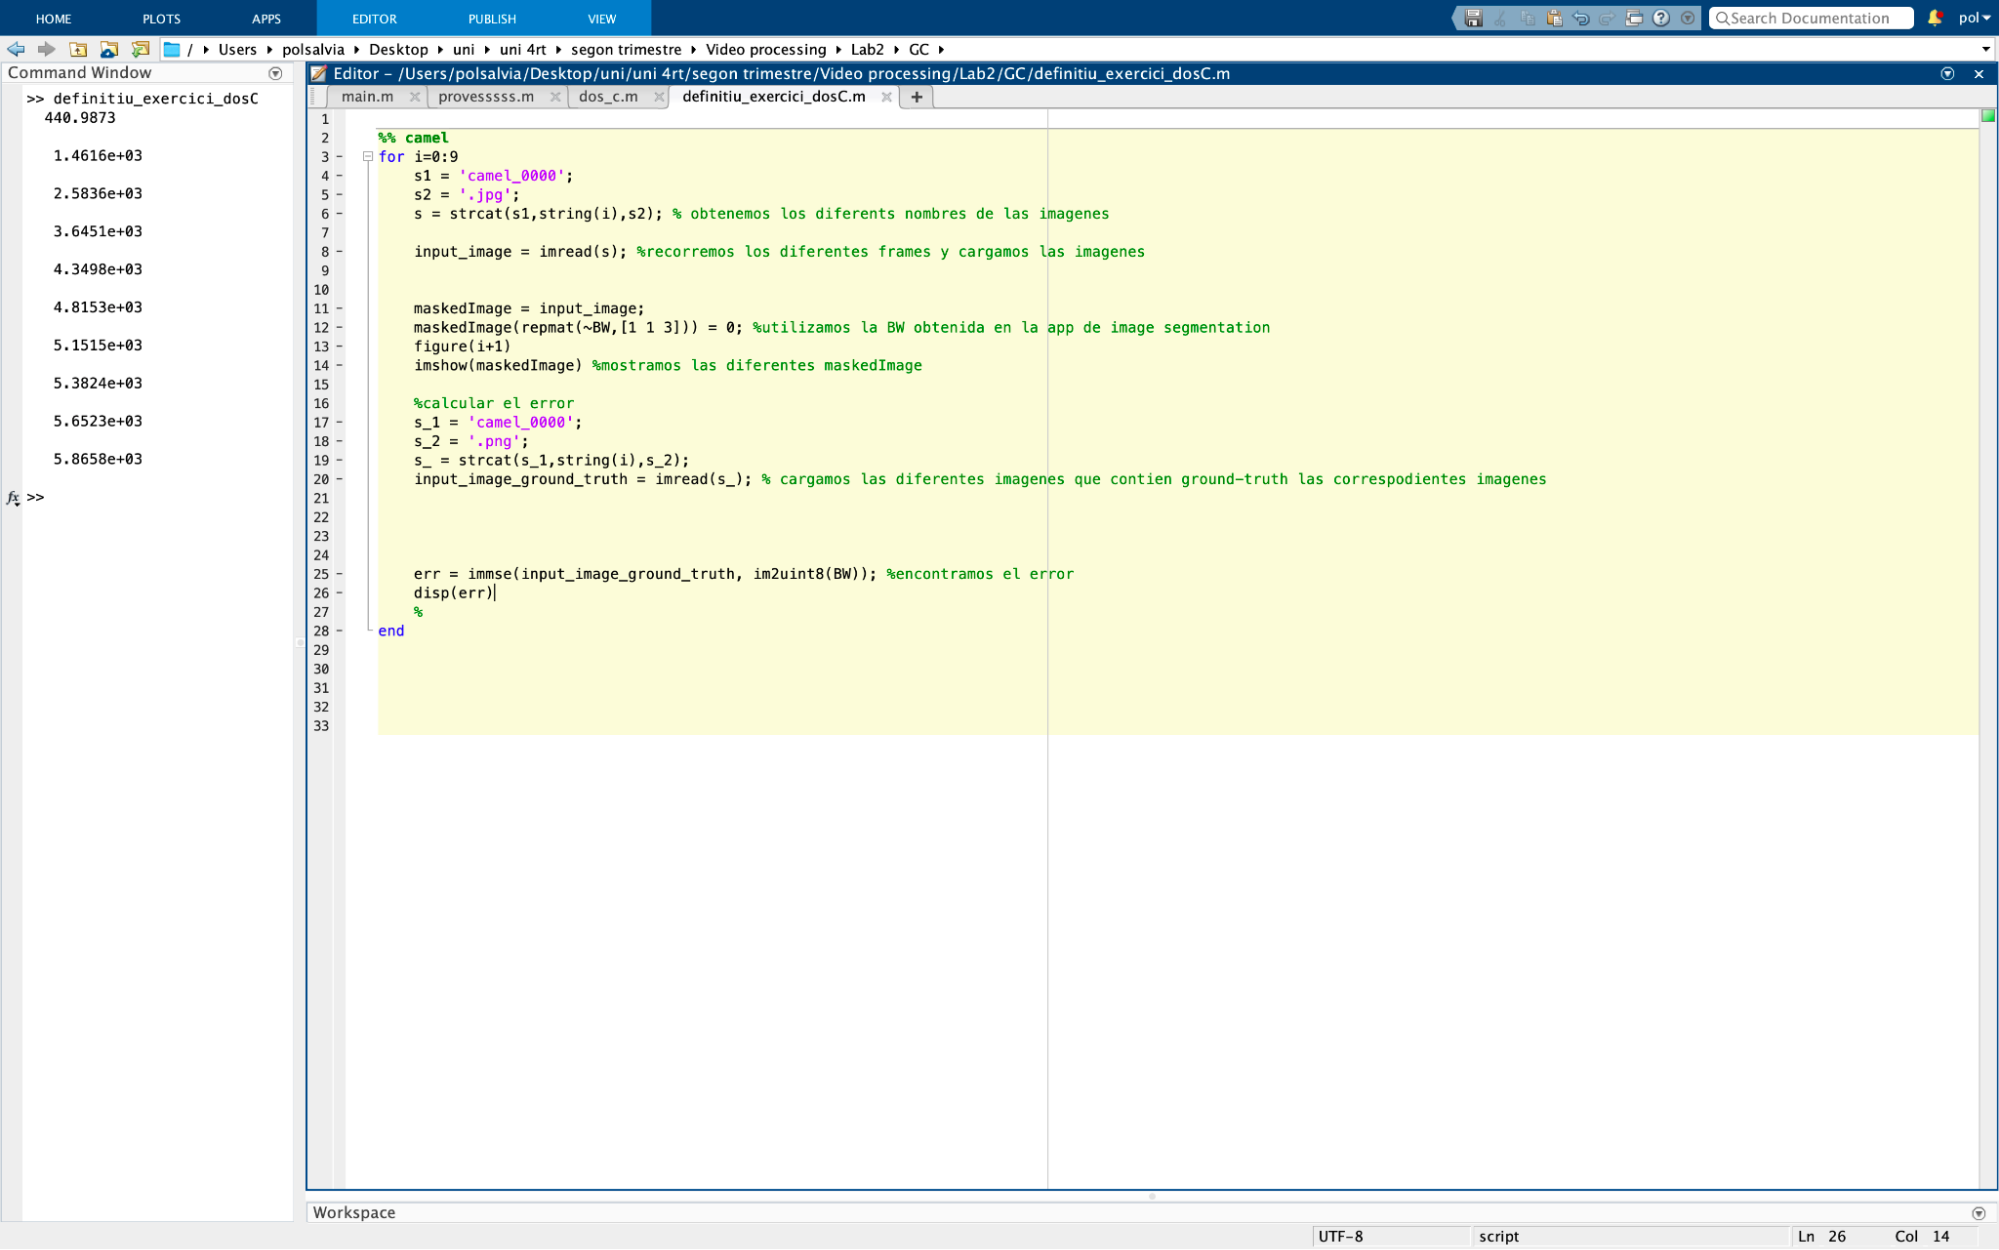 HOME PLOTS APPS EDITOR PUBLISH VIEW Search Documentation pol
/ Users polsalvia Desktop uni uni 4rt segon trimestre Video processing Lab2 GC
Command Window
>> definitiu_exercici_dosC
440.9873
1.4616e+03
2.5836e+03
3.6451e+03
4.3498e+03
4.8153e+03
5.1515e+03
5.3824e+03
5.6523e+03
5.8658e+03
fx >>
Editor - /Users/polsalvia/Desktop/uni/uni 4rt/segon trimestre/Video processing/Lab2/GC/definitiu_exercici_dosC.m
main.m provesssss.m dos_c.m definitiu_exercici_dosC.m +
1
2 %% camel
3 - for i=0:9
4 - s1 = 'camel_0000';
5 - s2 = '.jpg';
6 - s = strcat(s1,string(i),s2); % obtenemos los diferents nombres de las imagenes
7
8 - input_image = imread(s); %recorremos los diferentes frames y cargamos las imagenes
9
10
11 - maskedImage = input_image;
12 - maskedImage(repmat(~BW,[1 1 3])) = 0; %utilizamos la BW obtenida en la app de image segmentation
13 - figure(i+1)
14 - imshow(maskedImage) %mostramos las diferentes maskedImage
15
16 %calcular el error
17 - s_1 = 'camel_0000';
18 - s_2 = '.png';
19 - s_ = strcat(s_1,string(i),s_2);
20 - input_image_ground_truth = imread(s_); % cargamos las diferentes imagenes que contien ground-truth las correspodientes imagenes
21
22
23
24
25 - err = immse(input_image_ground_truth, im2uint8(BW)); %encontramos el error
26 - disp(err)
27 %
28 - end
29
30
31
32
33
Workspace
UTF-8 script Ln 26 Col 14